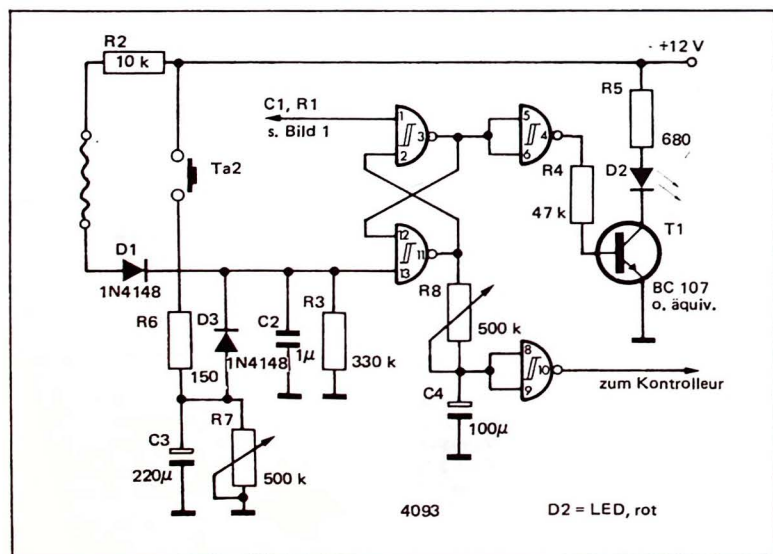 R2
10 k
+12 V
R5
680
C1, R1
s. Bild 1
1
2
3
5
6
4
Ta2
R4
47 k
D2
T1
BC 107
o. äquiv.
12
13
11
D1
1N4148
R6
150
D3
1N4148
C2
1µ
R3
330 k
R8
500 k
8
9
10
zum Kontrolleur
C4
100µ
C3
220µ
R7
500 k
4093
D2 = LED, rot